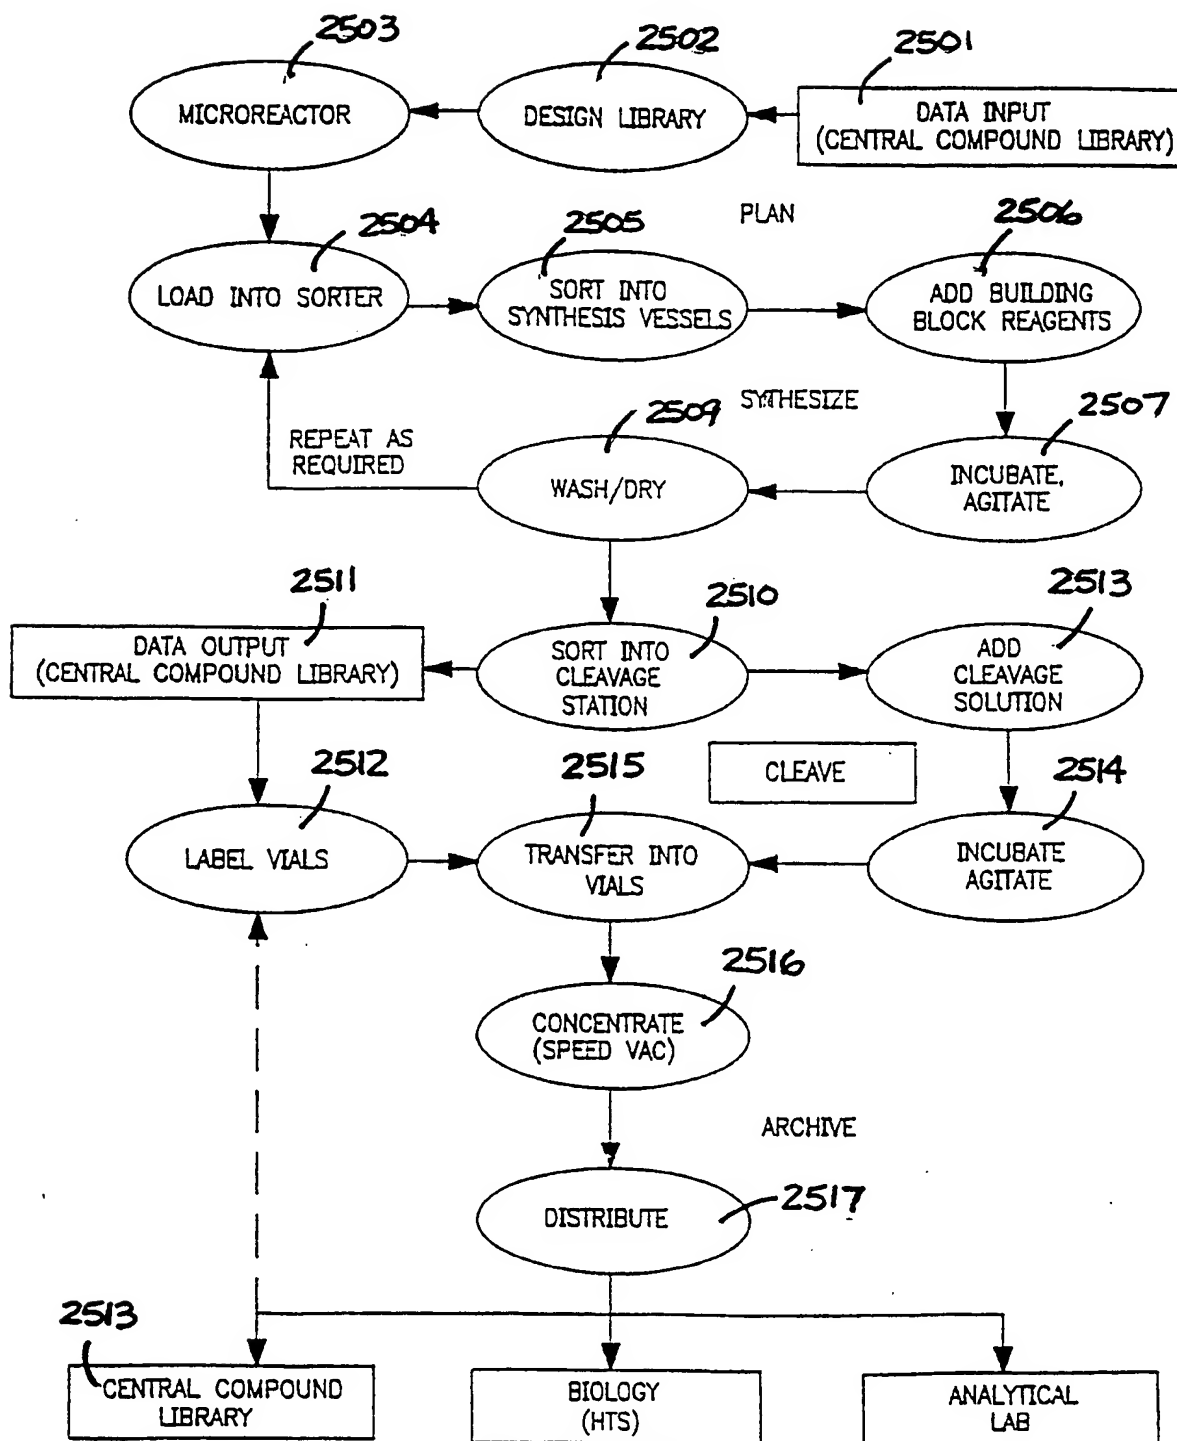 2503
2502
2501
MICROREACTOR
DESIGN LIBRARY
DATA INPUT
(CENTRAL COMPOUND LIBRARY)
PLAN
2504
2505
2506
LOAD INTO SORTER
SORT INTO
SYNTHESIS VESSELS
ADD BUILDING
BLOCK REAGENTS
SYTHESIZE
2509
2507
REPEAT AS
REQUIRED
WASH/DRY
INCUBATE,
AGITATE
2511
2510
2513
DATA OUTPUT
(CENTRAL COMPOUND LIBRARY)
SORT INTO
CLEAVAGE
STATION
ADD
CLEAVAGE
SOLUTION
2512
2515
CLEAVE
2514
LABEL VIALS
TRANSFER INTO
VIALS
INCUBATE
AGITATE
2516
CONCENTRATE
(SPEED VAC)
ARCHIVE
2517
DISTRIBUTE
2513
CENTRAL COMPOUND
LIBRARY
BIOLOGY
(HTS)
ANALYTICAL
LAB